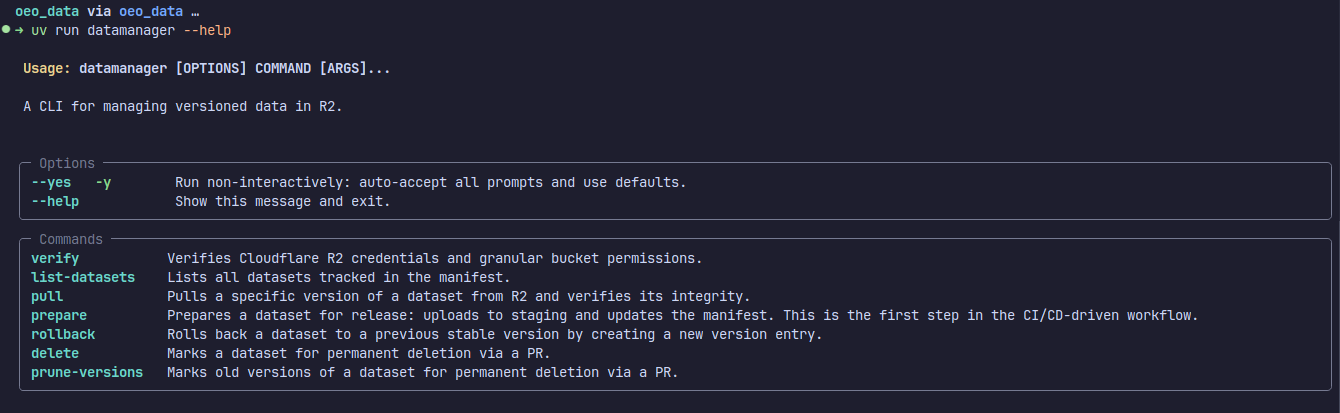 oeo_data via oeo_data …
➜ uv run datamanager --help
Usage: datamanager [OPTIONS] COMMAND [ARGS]...
A CLI for managing versioned data in R2.
Options
--yes -y Run non-interactively: auto-accept all prompts and use defaults.
--help Show this message and exit.
Commands
verify Verifies Cloudflare R2 credentials and granular bucket permissions.
list-datasets Lists all datasets tracked in the manifest.
pull Pulls a specific version of a dataset from R2 and verifies its integrity.
prepare Prepares a dataset for release: uploads to staging and updates the manifest. This is the first step in the CI/CD-driven workflow.
rollback Rolls back a dataset to a previous stable version by creating a new version entry.
delete Marks a dataset for permanent deletion via a PR.
prune-versions Marks old versions of a dataset for permanent deletion via a PR.